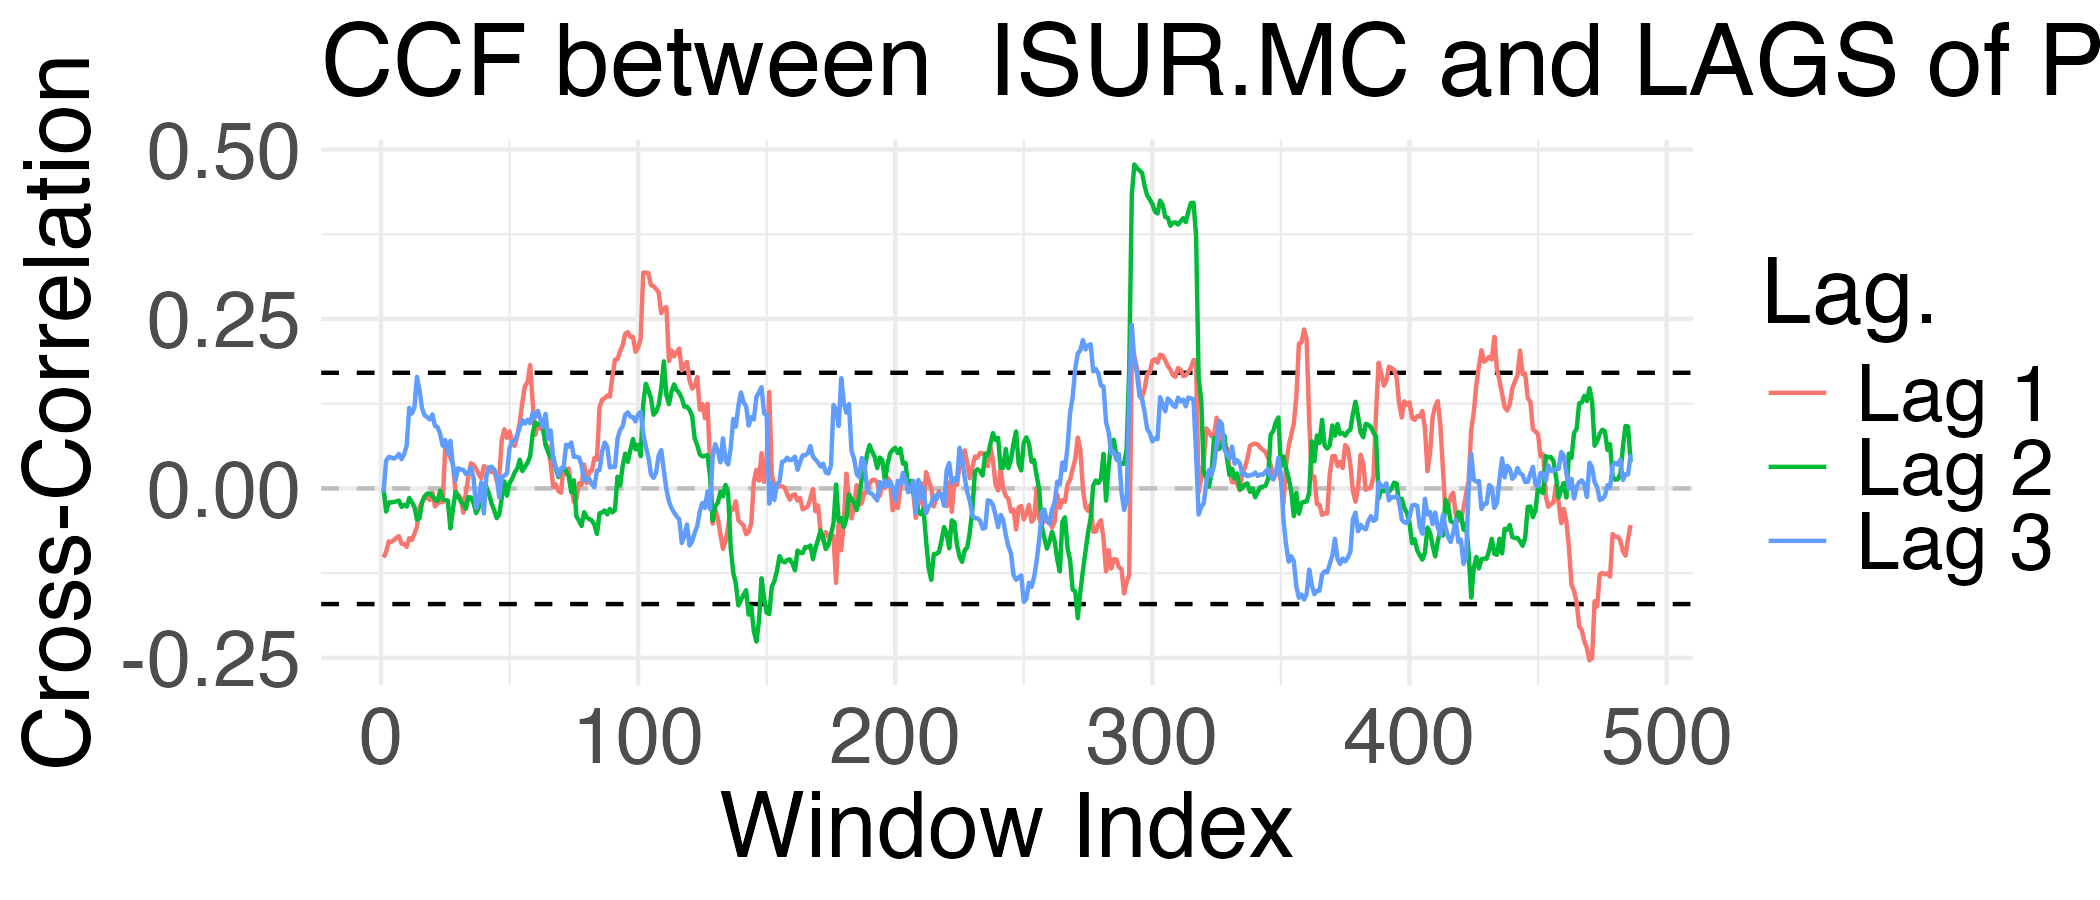 CCF between  ISUR.MC and LAGS of P
Cross-Correlation
0.50
0.25
0.00
-0.25
0 100 200 300 400 500
Window Index
Lag.
Lag 1
Lag 2
Lag 3